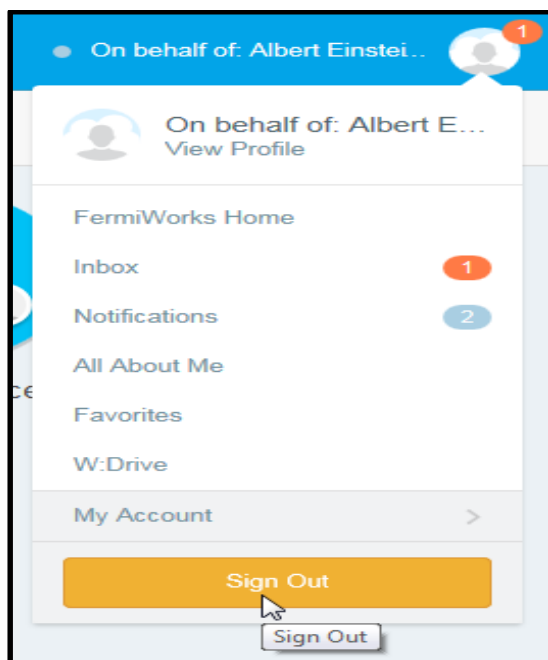 On behalf of: Albert Einstei...
1
On behalf of: Albert E...
View Profile
FermiWorks Home
Inbox
1
Notifications
2
All About Me
ce
Favorites
W:Drive
My Account
Sign Out
Sign Out